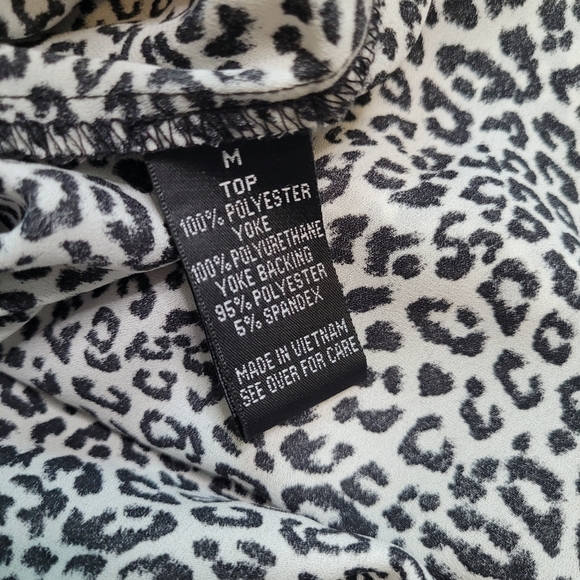 M
TOP
100% POLYESTER
YOKE
100% POLYURETHANE
YOKE BACKING
95% POLYESTER
5% SPANDEX
MADE IN VIETNAM
SEE OVER FOR CARE